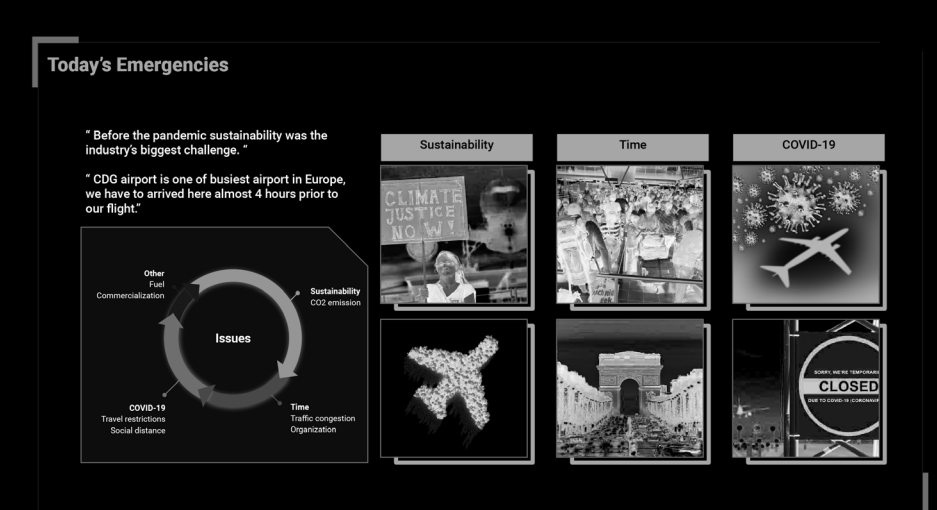 Today's Emergencies
“ Before the pandemic sustainability was the
industry's biggest challenge. “
“ CDG airport is one of busiest airport in Europe,
we have to arrived here almost 4 hours prior to
our flight.”
Other
Fuel
Commercialization
Sustainability
CO2 emission
Issues
COVID-19
Travel restrictions
Social distance
Time
Traffic congestion
Organization
Sustainability
Time
COVID-19
CLIMATE
JUSTICE
NOW!
SORRY, WE'RE TEMPORARI
CLOSED
DUE TO COVID-19 (CORONAVIR